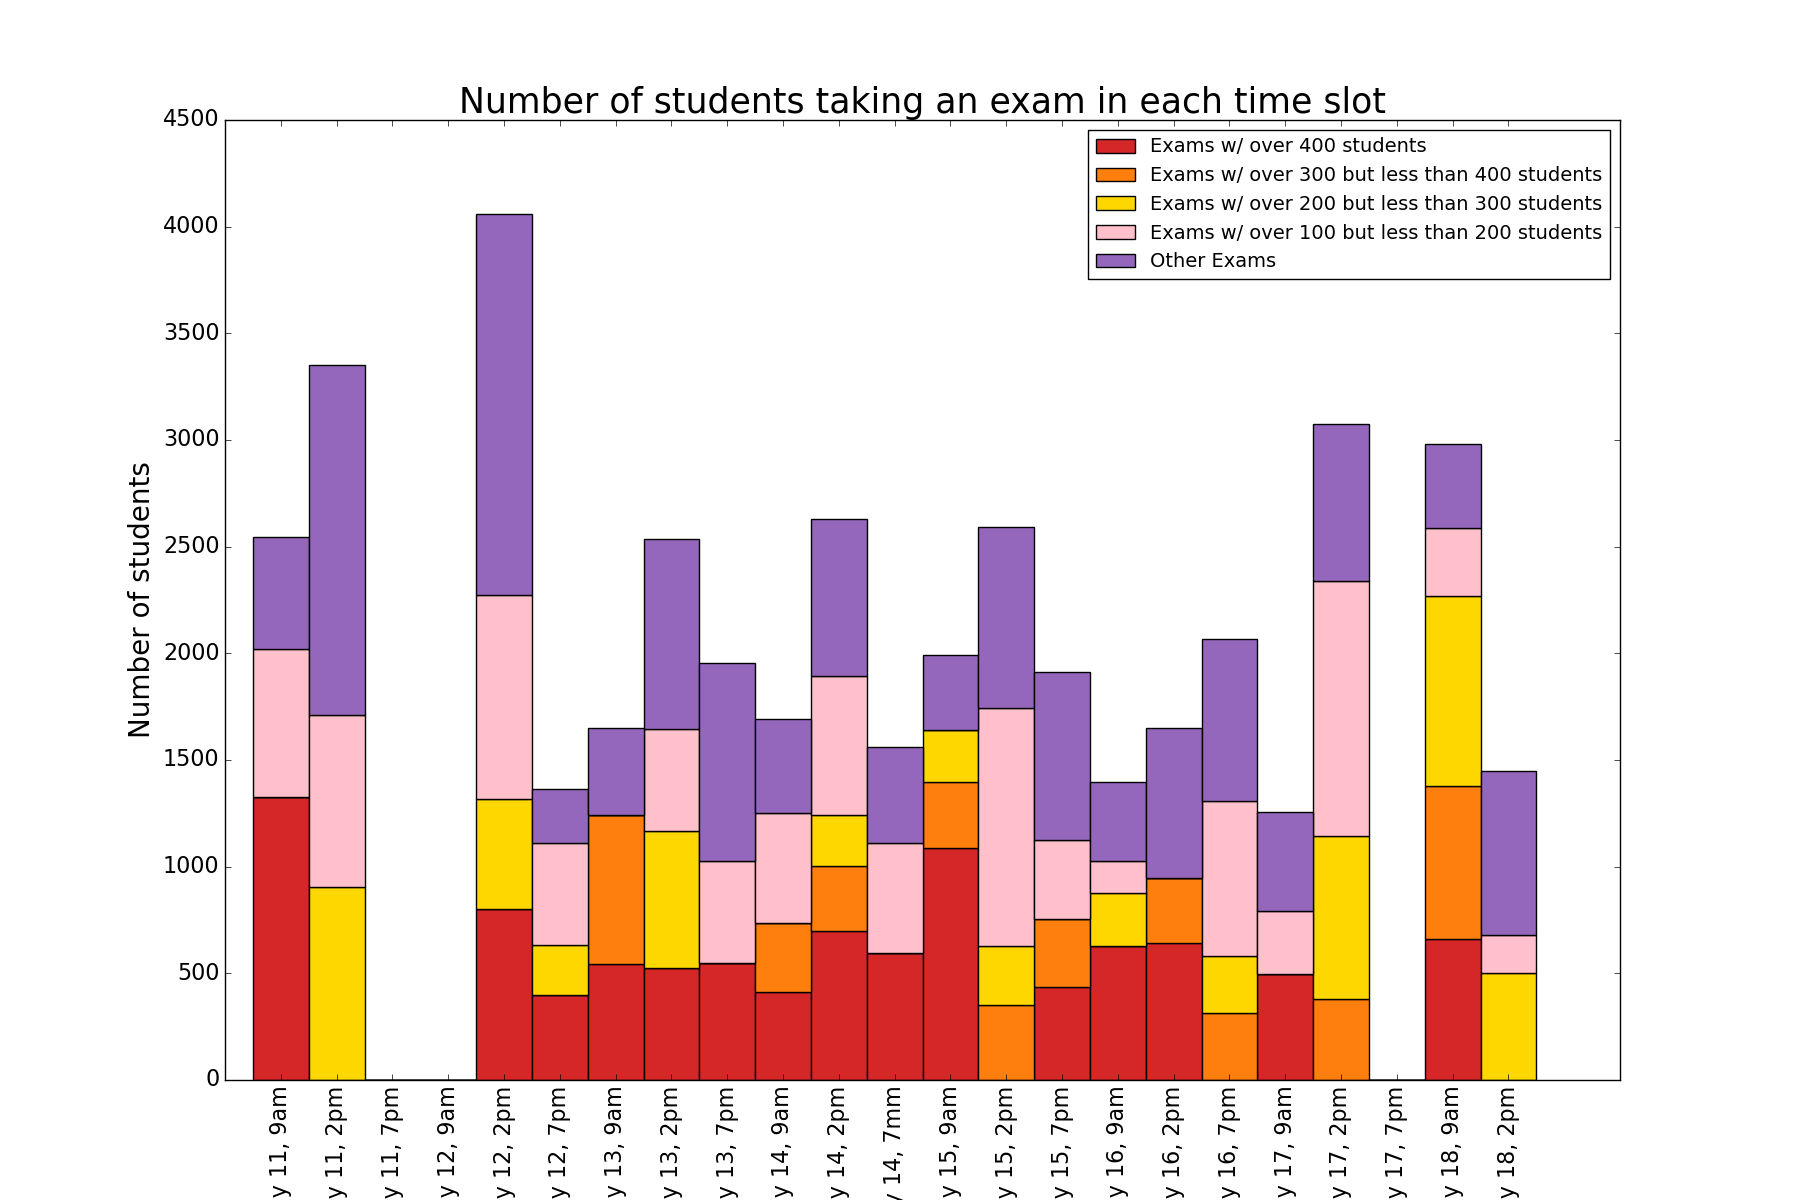 Number of students taking an exam in each time slot
Exams w/ over 400 students
Exams w/ over 300 but less than 400 students
Exams w/ over 200 but less than 300 students
Exams w/ over 100 but less than 200 students
Other Exams
Number of students
4500
4000
3500
3000
2500
2000
1500
1000
500
0
y 11, 9am
y 11, 2pm
y 11, 7pm
y 12, 9am
y 12, 2pm
y 12, 7pm
y 13, 9am
y 13, 2pm
y 13, 7pm
y 14, 9am
y 14, 2pm
y 14, 7mm
y 15, 9am
y 15, 2pm
y 15, 7pm
y 16, 9am
y 16, 2pm
y 16, 7pm
y 17, 9am
y 17, 2pm
y 17, 7pm
y 18, 9am
y 18, 2pm